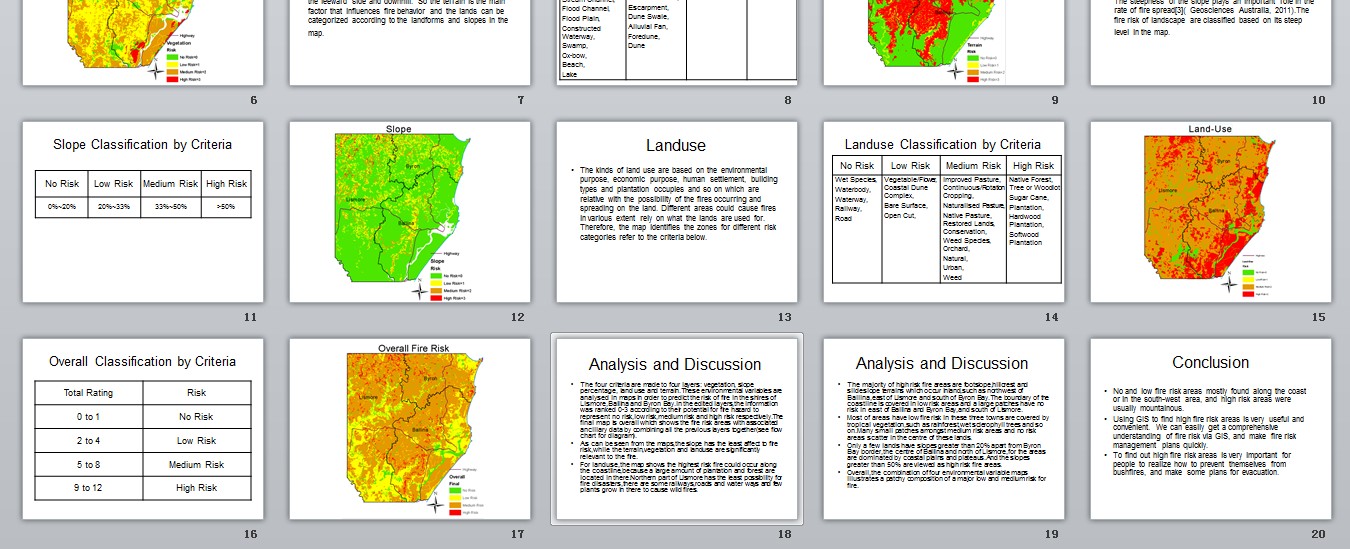 the leeward side and downhill. So the terrain is the main
factor that influences fire behavior and the lands can be
categorized according to the landforms and slopes in the
map.
Vegetation
Risk
Highway
No Risk=0
Low Risk=1
Medium Risk=2
High Risk=3
6
7
Flood Channel,
Flood Plain,
Constructed
Waterway,
Swamp,
Ox-bow,
Beach,
Lake
Escarpment,
Dune Swale,
Alluvial Fan,
Foredune,
Dune
8
Highway
Terrain
Risk
No Risk=0
Low Risk=1
Medium Risk=2
High Risk=3
9
rate of fire spread[3]( Geosciences Australia, 2011).The
fire risk of landscape are classified based on its steep
level in the map.
10
Slope Classification by Criteria
No Risk
Low Risk
Medium Risk
High Risk
0%~20%
20%~33%
33%~50%
>50%
11
Slope
Byron
Lismore
Ballina
Highway
Slope
Risk
No Risk=0
Low Risk=1
Medium Risk=2
High Risk=3
N
12
Landuse
• The kinds of land use are based on the environmental
purpose, economic purpose, human settlement, building
types and plantation occupies and so on which are
relative with the possibility of the fires occurring and
spreading on the land. Different areas could cause fires
in various extent rely on what the lands are used for.
Therefore, the map identifies the zones for different risk
categories refer to the criteria below.
13
Landuse Classification by Criteria
No Risk
Low Risk
Medium Risk
High Risk
Wet Species,
Waterbody,
Waterway,
Railway,
Road
Vegetable/Flower,
Coastal Dune
Complex,
Bare Surface,
Open Cut,
Improved Pasture,
Continuous/Rotation
Cropping,
Naturalised Pasture,
Native Pasture,
Restored Lands,
Conservation,
Weed Species,
Orchard,
Natural,
Urban,
Weed
Native Forest,
Tree or Woodlot
Sugar Cane,
Plantation,
Hardwood
Plantation,
Softwood
Plantation
14
Land-Use
Byron
Lismore
Ballina
N
15
Overall Classification by Criteria
Total Rating
Risk
0 to 1
No Risk
2 to 4
Low Risk
5 to 8
Medium Risk
9 to 12
High Risk
16
Overall Fire Risk
Byron
Lismore
Ballina
Highway
Overall
Final
No Risk
Low Risk
Medium Risk
High Risk
N
17
Analysis and Discussion
• The four criteria are made to four layers: vegetation, slope
percentage, land use and terrain.These environmental variables are
analysed in maps in order to predict the risk of fire in the shires of
Lismore,Ballina and Byron Bay.In the edited layers,the information
was ranked 0-3 according to their potential for fire hazard to
represent no risk,low risk,medium risk and high risk respectively.The
final map is overall which shows the fire risk areas with associated
ancillary data by combining all the previous layers together(see flow
chart for diagram).
• As can be seen from the maps,the slope has the least affect to fire
risk,while the terrain,vegetation and landuse are significantly
relevant to the fire.
• For landuse,the map shows the highest risk fire could occur along
the coastline,because a large amount of plantation and forest are
located in there.Northern part of Lismore has the least possibility for
fire disasters,there are some railways,roads and water ways and few
plants grow in there to cause wild fires.
18
Analysis and Discussion
• The majority of high risk fire areas are footslope,hillcrest and
sildeslope terrains which occur inland,such as northwest of
Ballina,east of Lismore and south of Byron Bay. The boundary of the
coastline is covered in low risk areas and a large patches have no
risk in east of Ballina and Byron Bay,and south of Lismore.
• Most of areas have low fire risk in these three towns are covered by
tropical vegetation,such as rainforest,wet sclerophyll trees and so
on.Many small patches amongst medium risk areas and no risk
areas scatter in the centre of these lands.
• Only a few lands have slopes greater than 20% apart from Byron
Bay border,the centre of Ballina and north of Lismore,for the areas
are dominated by coastal plains and plateaus. And the slopes
greater than 50% are viewed as high risk fire areas.
• Overall,the combination of four environmental variable maps
illustrates a patchy composition of a major low and medium risk for
fire.
19
Conclusion
• No and low fire risk areas mostly found along the coast
or in the south-west area, and high risk areas were
usually mountainous.
• Using GIS to find high fire risk areas is very useful and
convenient. We can easily get a comprehensive
understanding of fire risk via GIS, and make fire risk
management plans quickly.
• To find out high fire risk areas is very important for
people to realize how to prevent themselves from
bushfires, and make some plans for evacuation.
20